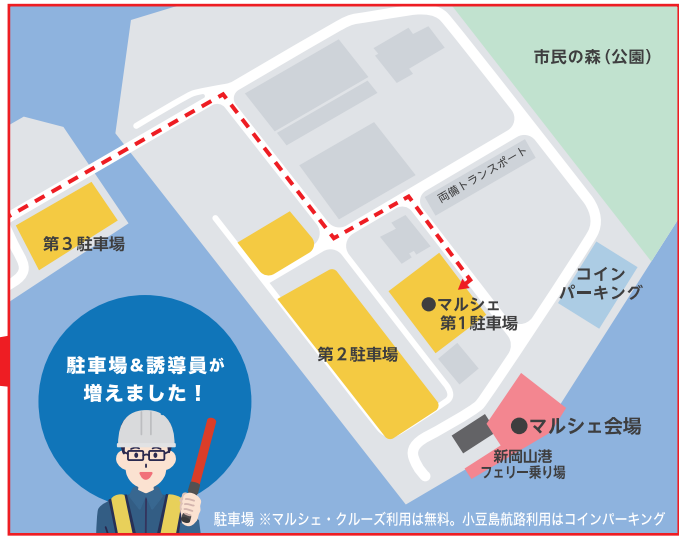 市民の森（公園）
両備トランスポート
第３駐車場
コイン
パーキング
●マルシェ
第１駐車場
第２駐車場
駐車場＆誘導員が
増えました！
●マルシェ会場
新岡山港
フェリー乗り場
駐車場 ※マルシェ・クルーズ利用は無料。小豆島航路利用はコインパーキング